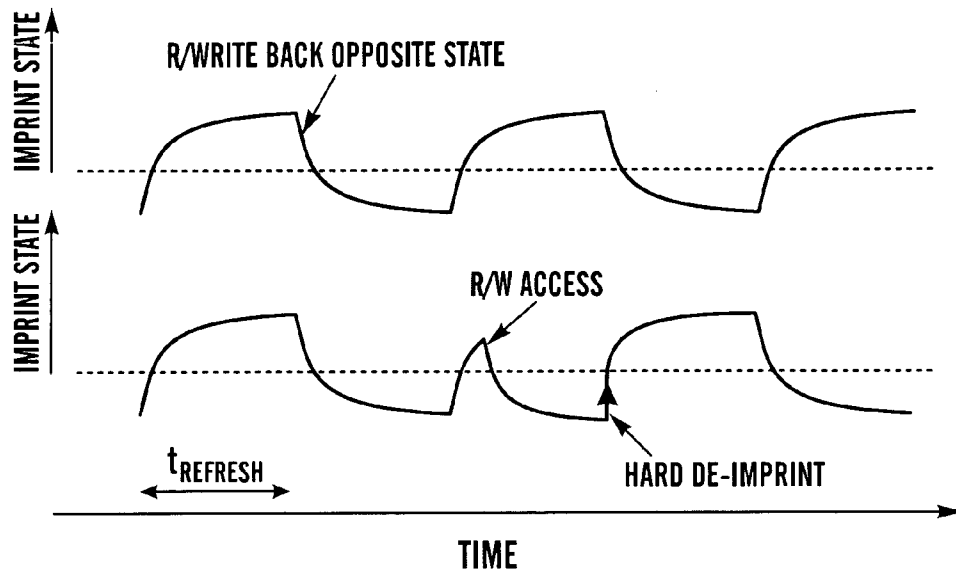 IMPRINT STATE
R/WRITE BACK OPPOSITE STATE
IMPRINT STATE
R/W ACCESS
HARD DE-IMPRINT
tREFRESH
TIME